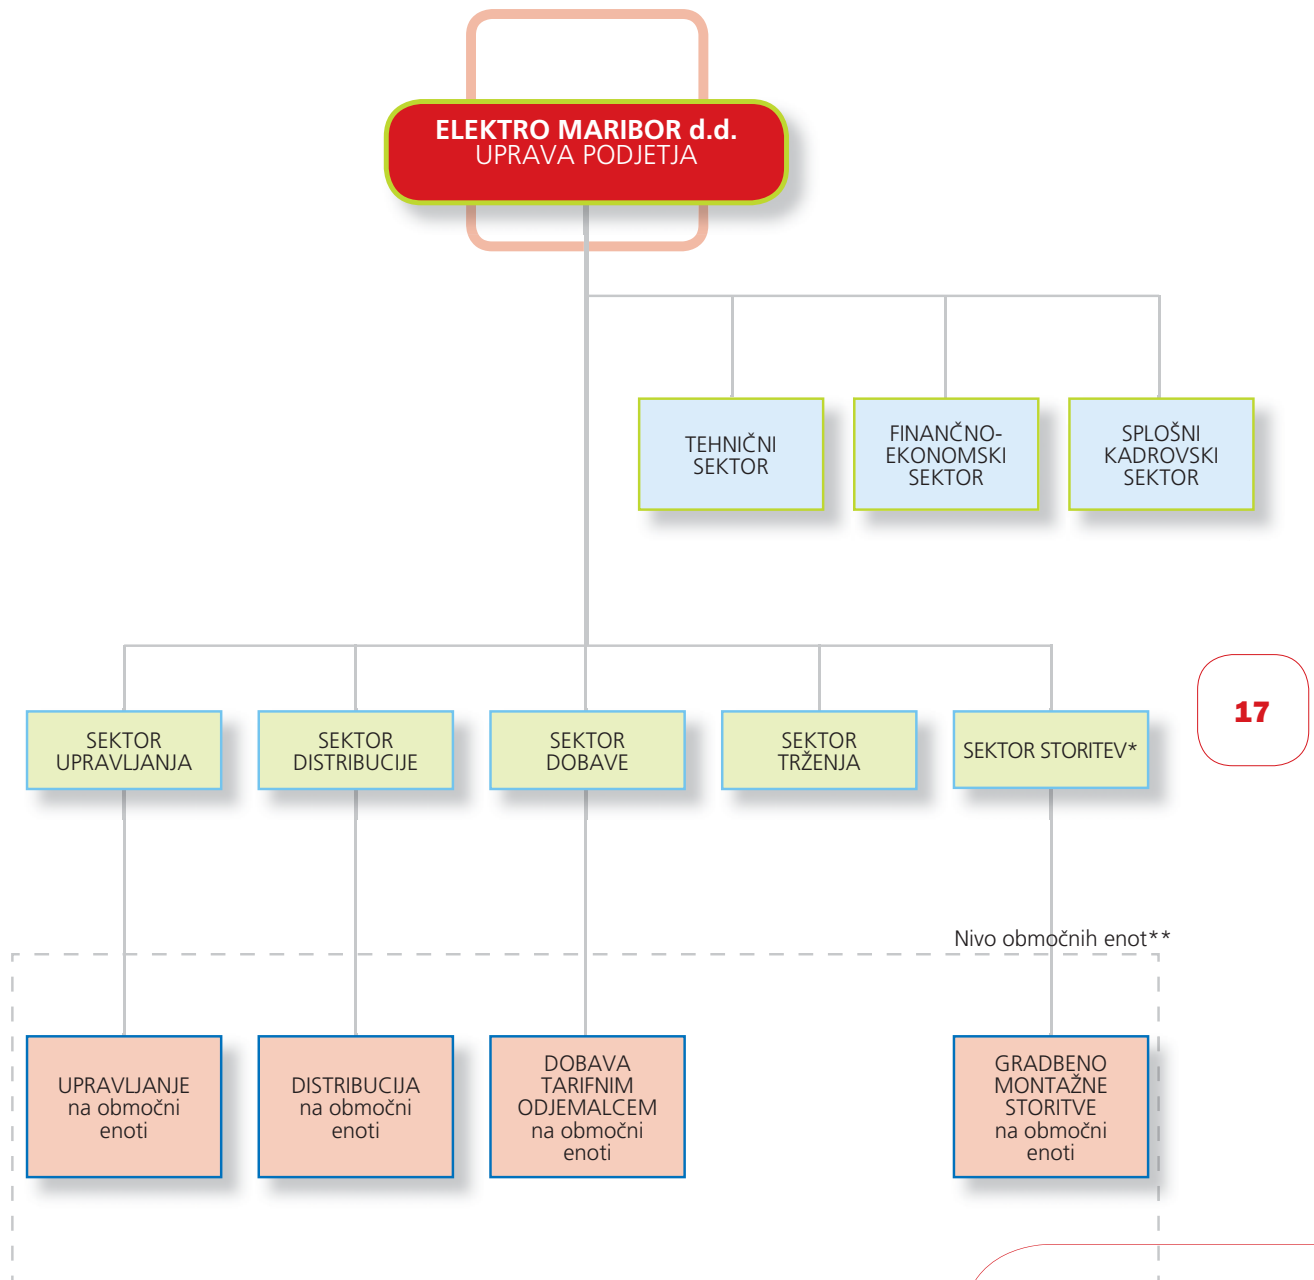 ELEKTRO MARIBOR d.d.
UPRAVA PODJETJA
TEHNIČNI
SEKTOR
FINANČNO-
EKONOMSKI
SEKTOR
SPLOŠNI
KADROVSKI
SEKTOR
SEKTOR
UPRAVLJANJA
SEKTOR
DISTRIBUCIJE
SEKTOR
DOBAVE
SEKTOR
TRŽENJA
SEKTOR STORITEV*
17
Nivo območnih enot**
UPRAVLJANJE
na območni
enoti
DISTRIBUCIJA
na območni
enoti
DOBAVA
TARIFNIM
ODJEMALCEM
na območni
enoti
GRADBENO
MONTAŽNE
STORITVE
na območni
enoti